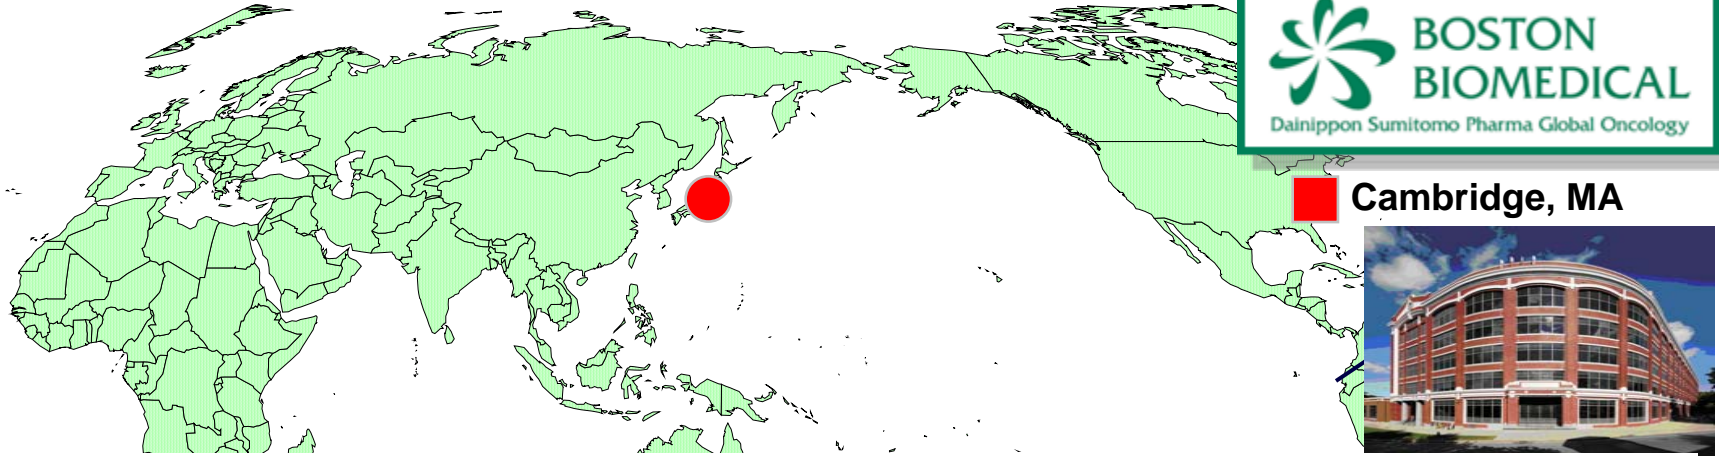 BOSTON
BIOMEDICAL
Dainippon Sumitomo Pharma Global Oncology
Cambridge, MA